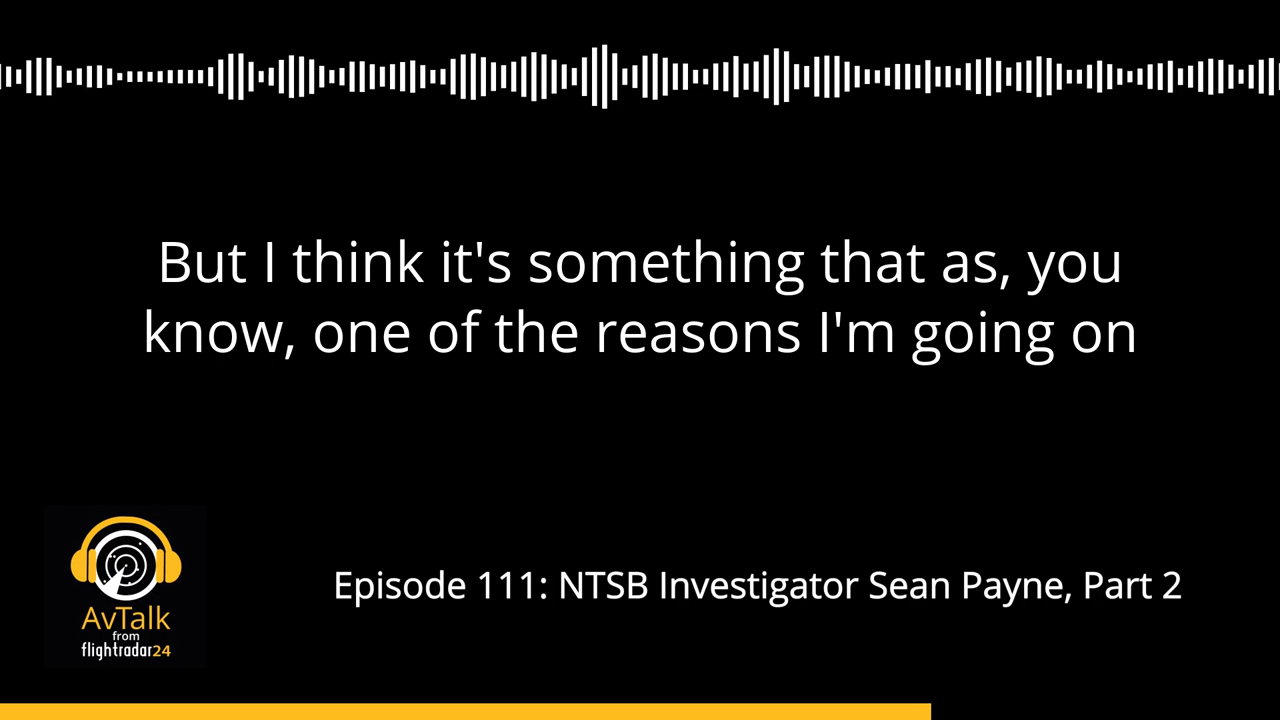 But I think it's something that as, you
know, one of the reasons I'm going on
Episode 111: NTSB Investigator Sean Payne, Part 2
AvTalk
from
flightradar24